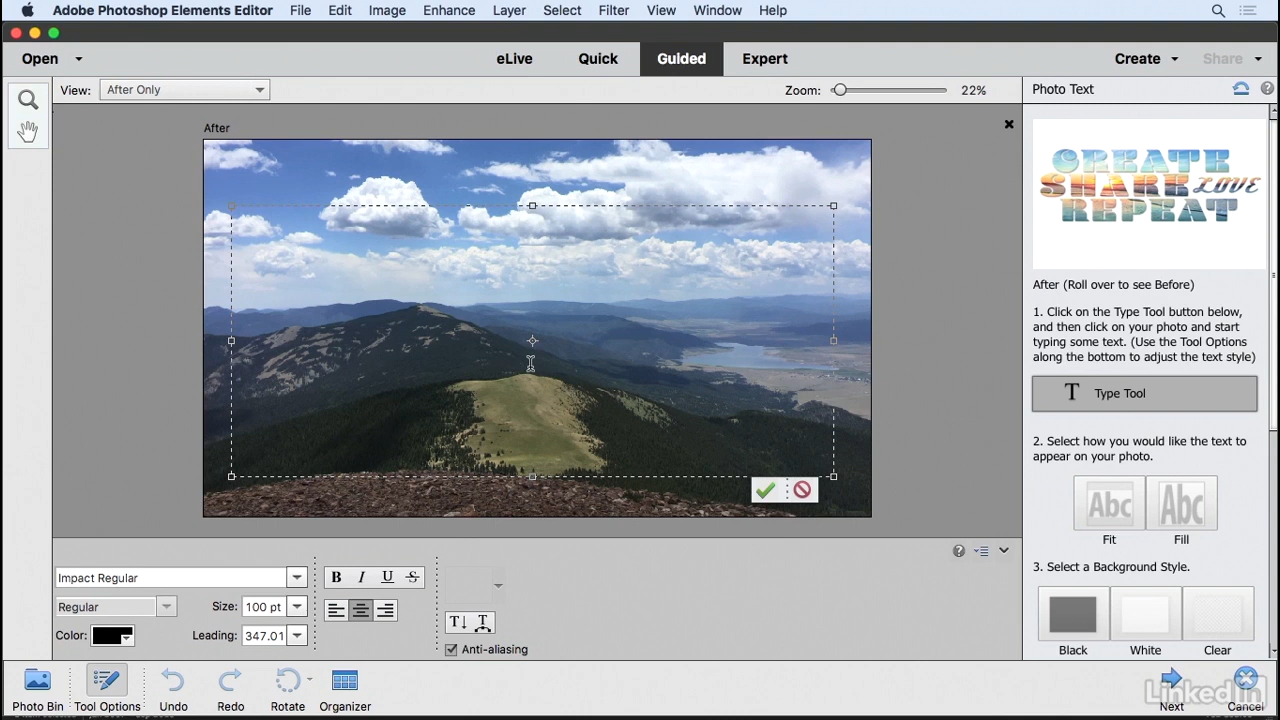 Adobe Photoshop Elements Editor File Edit Image Enhance Layer Select Filter View Window Help
Open eLive Quick Guided Expert Create Share
View: After Only Zoom: 22% Photo Text
After
CREATE
SHARE LOVE
REPEAT
After (Roll over to see Before)
1. Click on the Type Tool button below,
and then click on your photo and start
typing some text. (Use the Tool Options
along the bottom to adjust the text style)
T Type Tool
2. Select how you would like the text to
appear on your photo.
Abc Abc
Fit Fill
3. Select a Background Style.
Black White Clear
Impact Regular B I U S
Regular Size: 100 pt
Color: Leading: 347.01
Anti-aliasing
Photo Bin Tool Options Undo Redo Rotate Organizer Next Cancel
LinkedIn